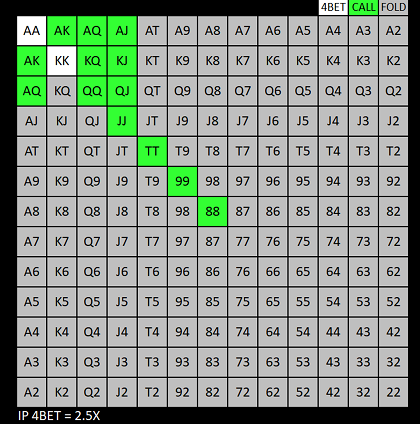 4BET CALL FOLD
AA AK AQ AJ AT A9 A8 A7 A6 A5 A4 A3 A2
AK KK KQ KJ KT K9 K8 K7 K6 K5 K4 K3 K2
AQ KQ QQ QJ QT Q9 Q8 Q7 Q6 Q5 Q4 Q3 Q2
AJ KJ QJ JJ JT J9 J8 J7 J6 J5 J4 J3 J2
AT KT QT JT TT T9 T8 T7 T6 T5 T4 T3 T2
A9 K9 Q9 J9 T9 99 98 97 96 95 94 93 92
A8 K8 Q8 J8 T8 98 88 87 86 85 84 83 82
A7 K7 Q7 J7 T7 97 87 77 76 75 74 73 72
A6 K6 Q6 J6 T6 96 86 76 66 65 64 63 62
A5 K5 Q5 J5 T5 95 85 75 65 55 54 53 52
A4 K4 Q4 J4 T4 94 84 74 64 54 44 43 42
A3 K3 Q3 J3 T3 93 83 73 63 53 43 33 32
A2 K2 Q2 J2 T2 92 82 72 62 52 42 32 22
IP 4BET = 2.5X